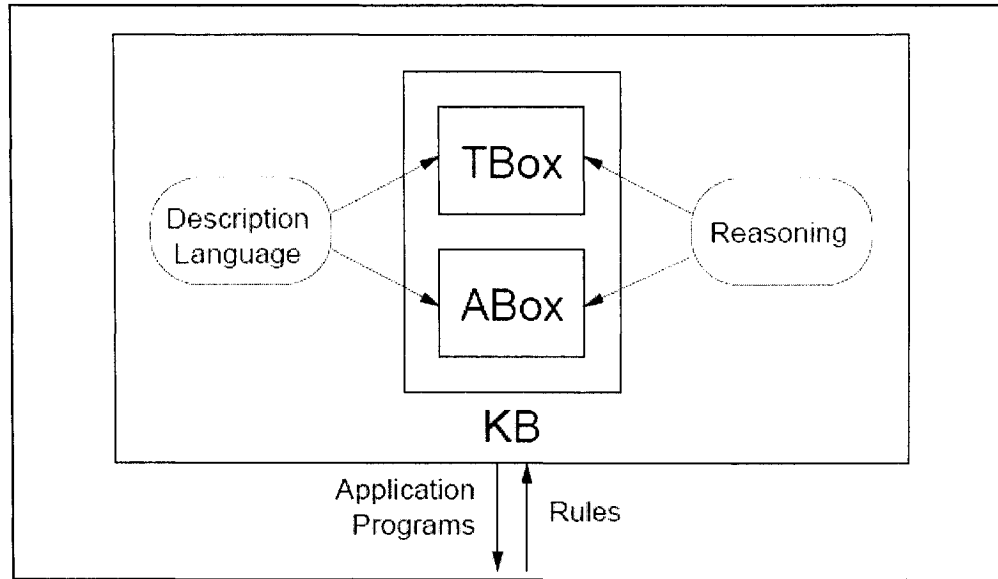 TBox
Description
Language
Reasoning
ABox
KB
Application
Programs
Rules